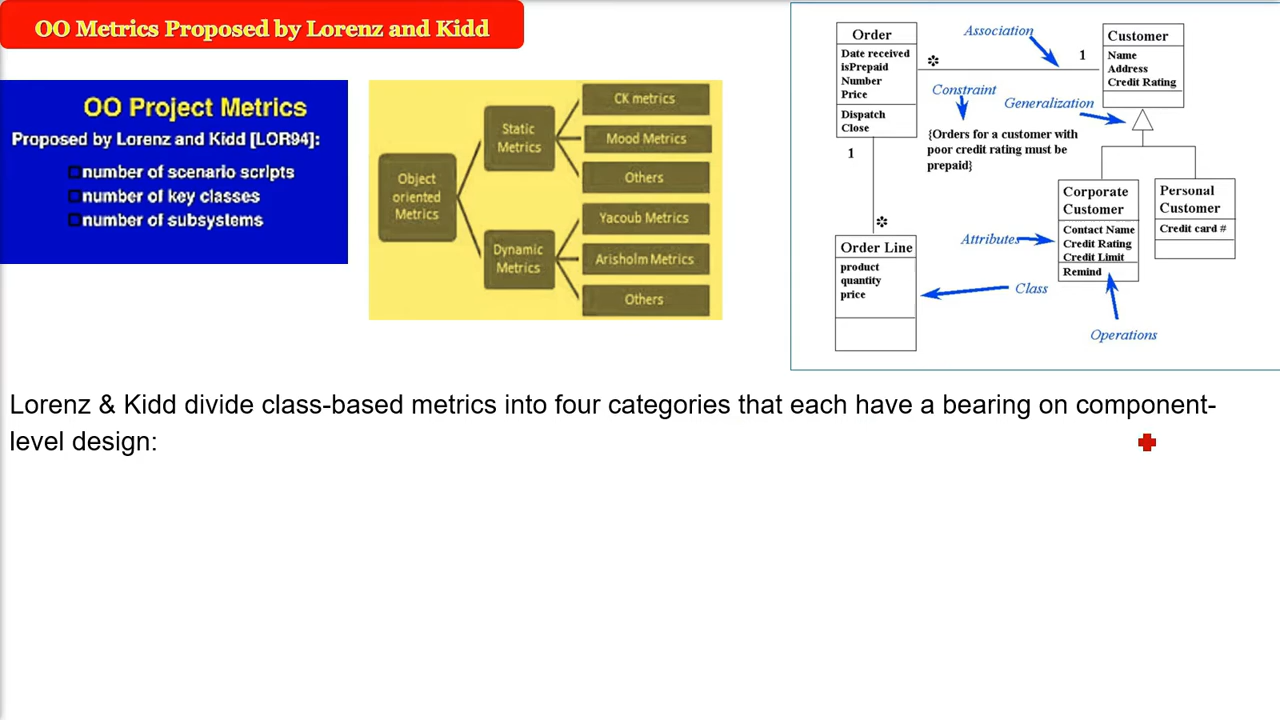 OO Metrics Proposed by Lorenz and Kidd
OO Project Metrics
Proposed by Lorenz and Kidd [LOR94]:
number of scenario scripts
number of key classes
number of subsystems
Object
oriented
Metrics
Static
Metrics
Dynamic
Metrics
CK metrics
Mood Metrics
Others
Yacoub Metrics
Arisholm Metrics
Others
Order
Date received
isPrepaid
Number
Price
Dispatch
Close
Association
*
1
Customer
Name
Address
Credit Rating
Constraint
Generalization
{Orders for a customer with
poor credit rating must be
prepaid}
1
*
Corporate
Customer
Contact Name
Credit Rating
Credit Limit
Remind
Personal
Customer
Credit card #
Attributes
Order Line
product
quantity
price
Class
Operations
Lorenz & Kidd divide class-based metrics into four categories that each have a bearing on component-
level design: